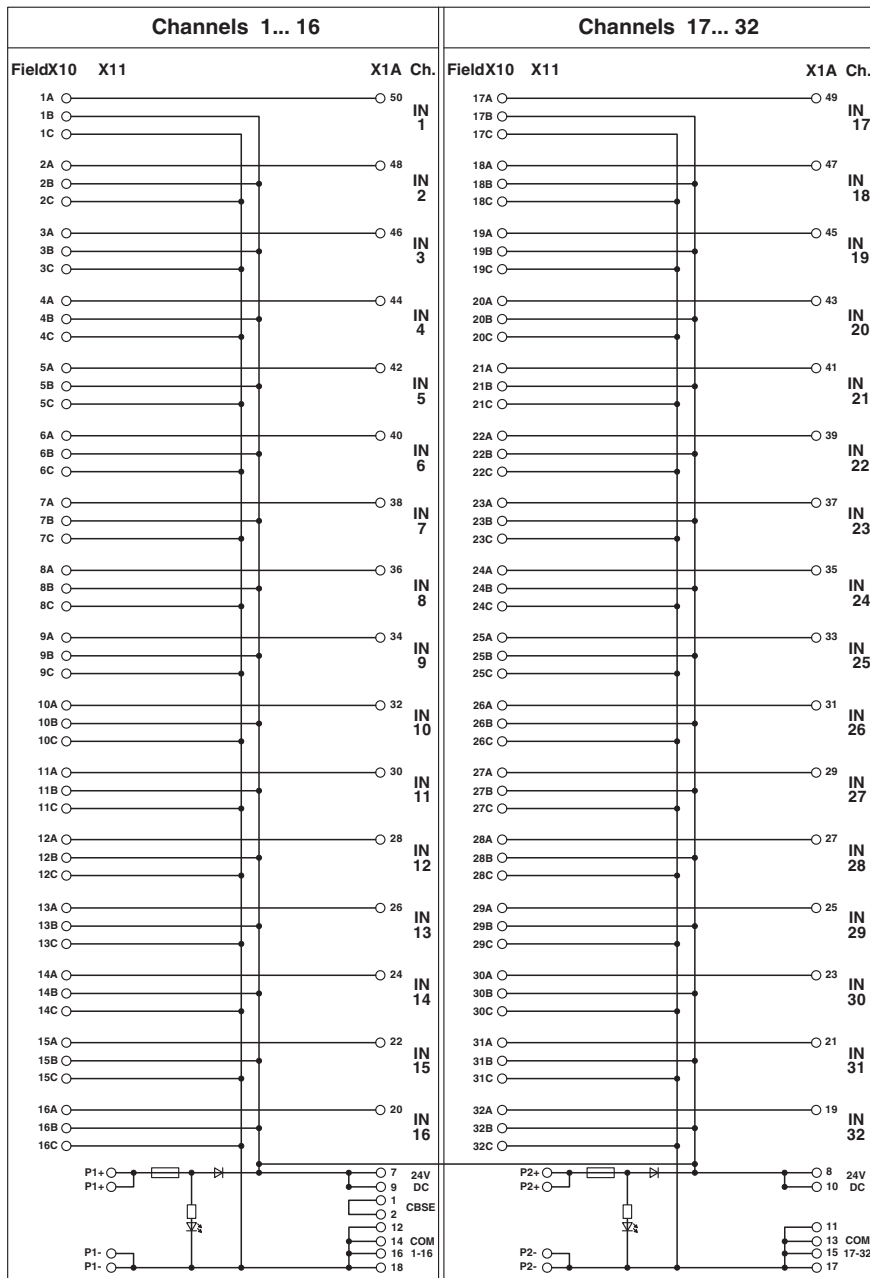 Channels 1... 16
FieldX10 X11 X1A Ch.
1A 50
1B IN
1C 1
2A 48
2B IN
2C 2
3A 46
3B IN
3C 3
4A 44
4B IN
4C 4
5A 42
5B IN
5C 5
6A 40
6B IN
6C 6
7A 38
7B IN
7C 7
8A 36
8B IN
8C 8
9A 34
9B IN
9C 9
10A 32
10B IN
10C 10
11A 30
11B IN
11C 11
12A 28
12B IN
12C 12
13A 26
13B IN
13C 13
14A 24
14B IN
14C 14
15A 22
15B IN
15C 15
16A 20
16B IN
16C 16
P1+ 7 24V
P1+ 9 DC
1 CBSE
2
12
14 COM
P1- 16 1-16
P1- 18
Channels 17... 32
FieldX10 X11 X1A Ch.
17A 49
17B IN
17C 17
18A 47
18B IN
18C 18
19A 45
19B IN
19C 19
20A 43
20B IN
20C 20
21A 41
21B IN
21C 21
22A 39
22B IN
22C 22
23A 37
23B IN
23C 23
24A 35
24B IN
24C 24
25A 33
25B IN
25C 25
26A 31
26B IN
26C 26
27A 29
27B IN
27C 27
28A 27
28B IN
28C 28
29A 25
29B IN
29C 29
30A 23
30B IN
30C 30
31A 21
31B IN
31C 31
32A 19
32B IN
32C 32
P2+ 8 24V
P2+ 10 DC
11
13 COM
P2- 15 17-32
P2- 17